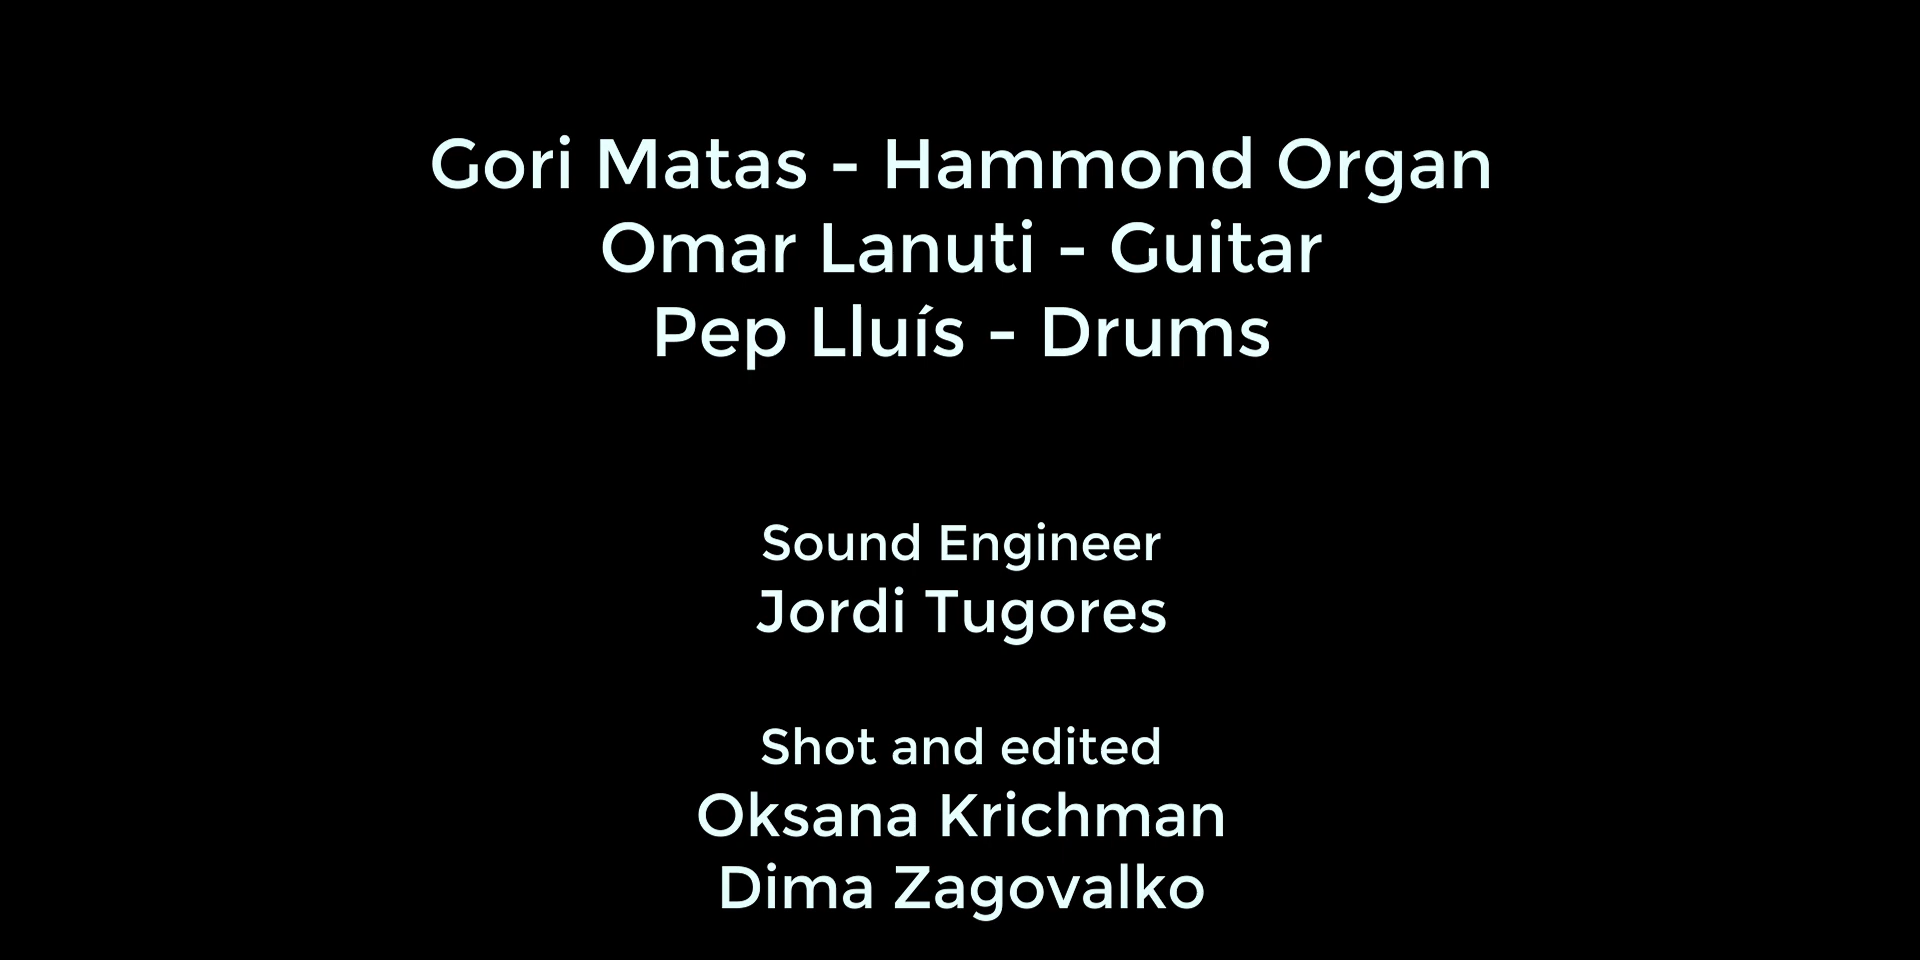 Gori Matas - Hammond Organ
Omar Lanuti - Guitar
Pep Lluís - Drums
Sound Engineer
Jordi Tugores
Shot and edited
Oksana Krichman
Dima Zagovalko